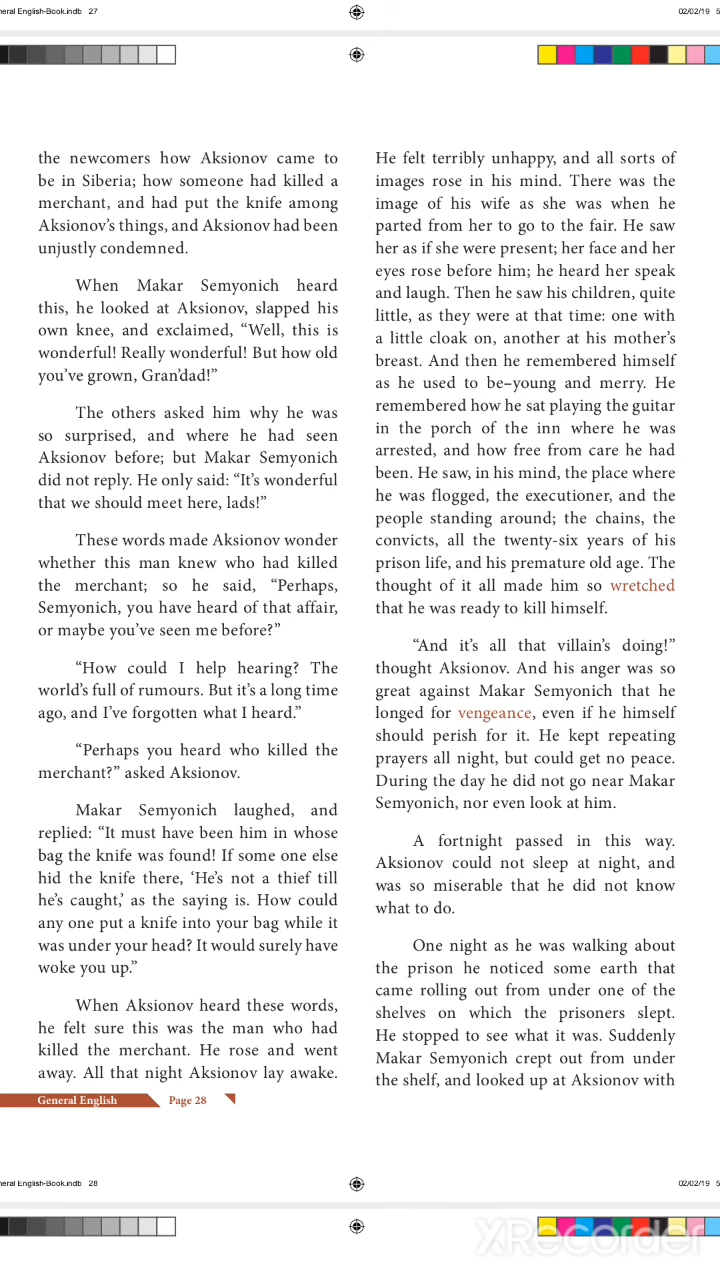 neral English-Book.indb 27
02/02/19 5
the newcomers how Aksionov came to
be in Siberia; how someone had killed a
merchant, and had put the knife among
Aksionov’s things, and Aksionov had been
unjustly condemned.
When Makar Semyonich heard
this, he looked at Aksionov, slapped his
own knee, and exclaimed, “Well, this is
wonderful! Really wonderful! But how old
you’ve grown, Gran’dad!”
The others asked him why he was
so surprised, and where he had seen
Aksionov before; but Makar Semyonich
did not reply. He only said: “It’s wonderful
that we should meet here, lads!”
These words made Aksionov wonder
whether this man knew who had killed
the merchant; so he said, “Perhaps,
Semyonich, you have heard of that affair,
or maybe you’ve seen me before?”
“How could I help hearing? The
world’s full of rumours. But it’s a long time
ago, and I’ve forgotten what I heard.”
“Perhaps you heard who killed the
merchant?” asked Aksionov.
Makar Semyonich laughed, and
replied: “It must have been him in whose
bag the knife was found! If some one else
hid the knife there, ‘He’s not a thief till
he’s caught,’ as the saying is. How could
any one put a knife into your bag while it
was under your head? It would surely have
woke you up.”
When Aksionov heard these words,
he felt sure this was the man who had
killed the merchant. He rose and went
away. All that night Aksionov lay awake.
He felt terribly unhappy, and all sorts of
images rose in his mind. There was the
image of his wife as she was when he
parted from her to go to the fair. He saw
her as if she were present; her face and her
eyes rose before him; he heard her speak
and laugh. Then he saw his children, quite
little, as they were at that time: one with
a little cloak on, another at his mother’s
breast. And then he remembered himself
as he used to be–young and merry. He
remembered how he sat playing the guitar
in the porch of the inn where he was
arrested, and how free from care he had
been. He saw, in his mind, the place where
he was flogged, the executioner, and the
people standing around; the chains, the
convicts, all the twenty-six years of his
prison life, and his premature old age. The
thought of it all made him so wretched
that he was ready to kill himself.
“And it’s all that villain’s doing!”
thought Aksionov. And his anger was so
great against Makar Semyonich that he
longed for vengeance, even if he himself
should perish for it. He kept repeating
prayers all night, but could get no peace.
During the day he did not go near Makar
Semyonich, nor even look at him.
A fortnight passed in this way.
Aksionov could not sleep at night, and
was so miserable that he did not know
what to do.
One night as he was walking about
the prison he noticed some earth that
came rolling out from under one of the
shelves on which the prisoners slept.
He stopped to see what it was. Suddenly
Makar Semyonich crept out from under
the shelf, and looked up at Aksionov with
General English
Page 28
neral English-Book.indb 28
02/02/19 5
XRecorder